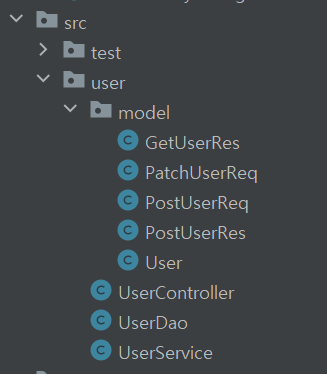 src
test
user
model
C GetUserRes
C PatchUserReq
C PostUserReq
C PostUserRes
C User
C UserController
C UserDao
C UserService